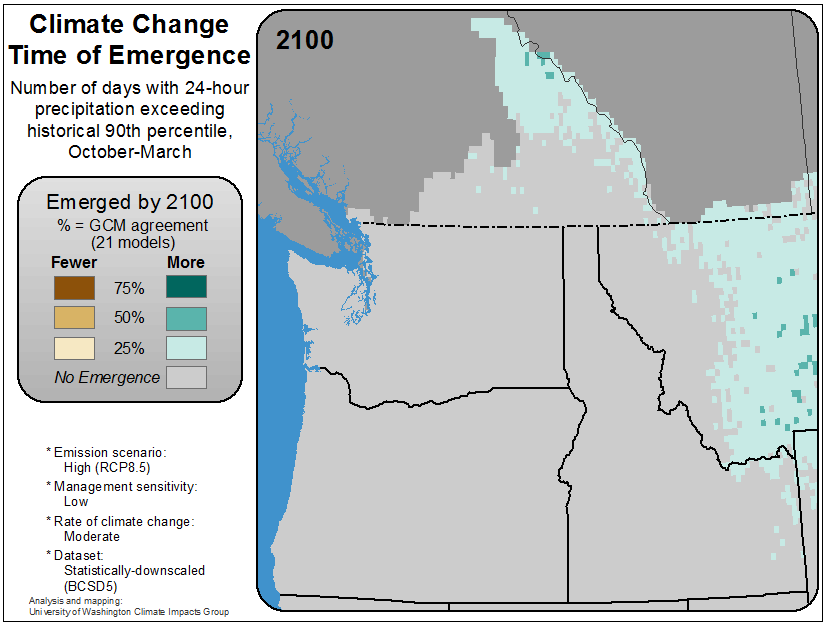 Climate Change
Time of Emergence
Number of days with 24-hour
precipitation exceeding
historical 90th percentile,
October-March
2100
Emerged by 2100
% = GCM agreement
(21 models)
Fewer More
75%
50%
25%
No Emergence
* Emission scenario:
High (RCP8.5)
* Management sensitivity:
Low
* Rate of climate change:
Moderate
* Dataset:
Statistically-downscaled
(BCSD5)
Analysis and mapping:
University of Washington Climate Impacts Group